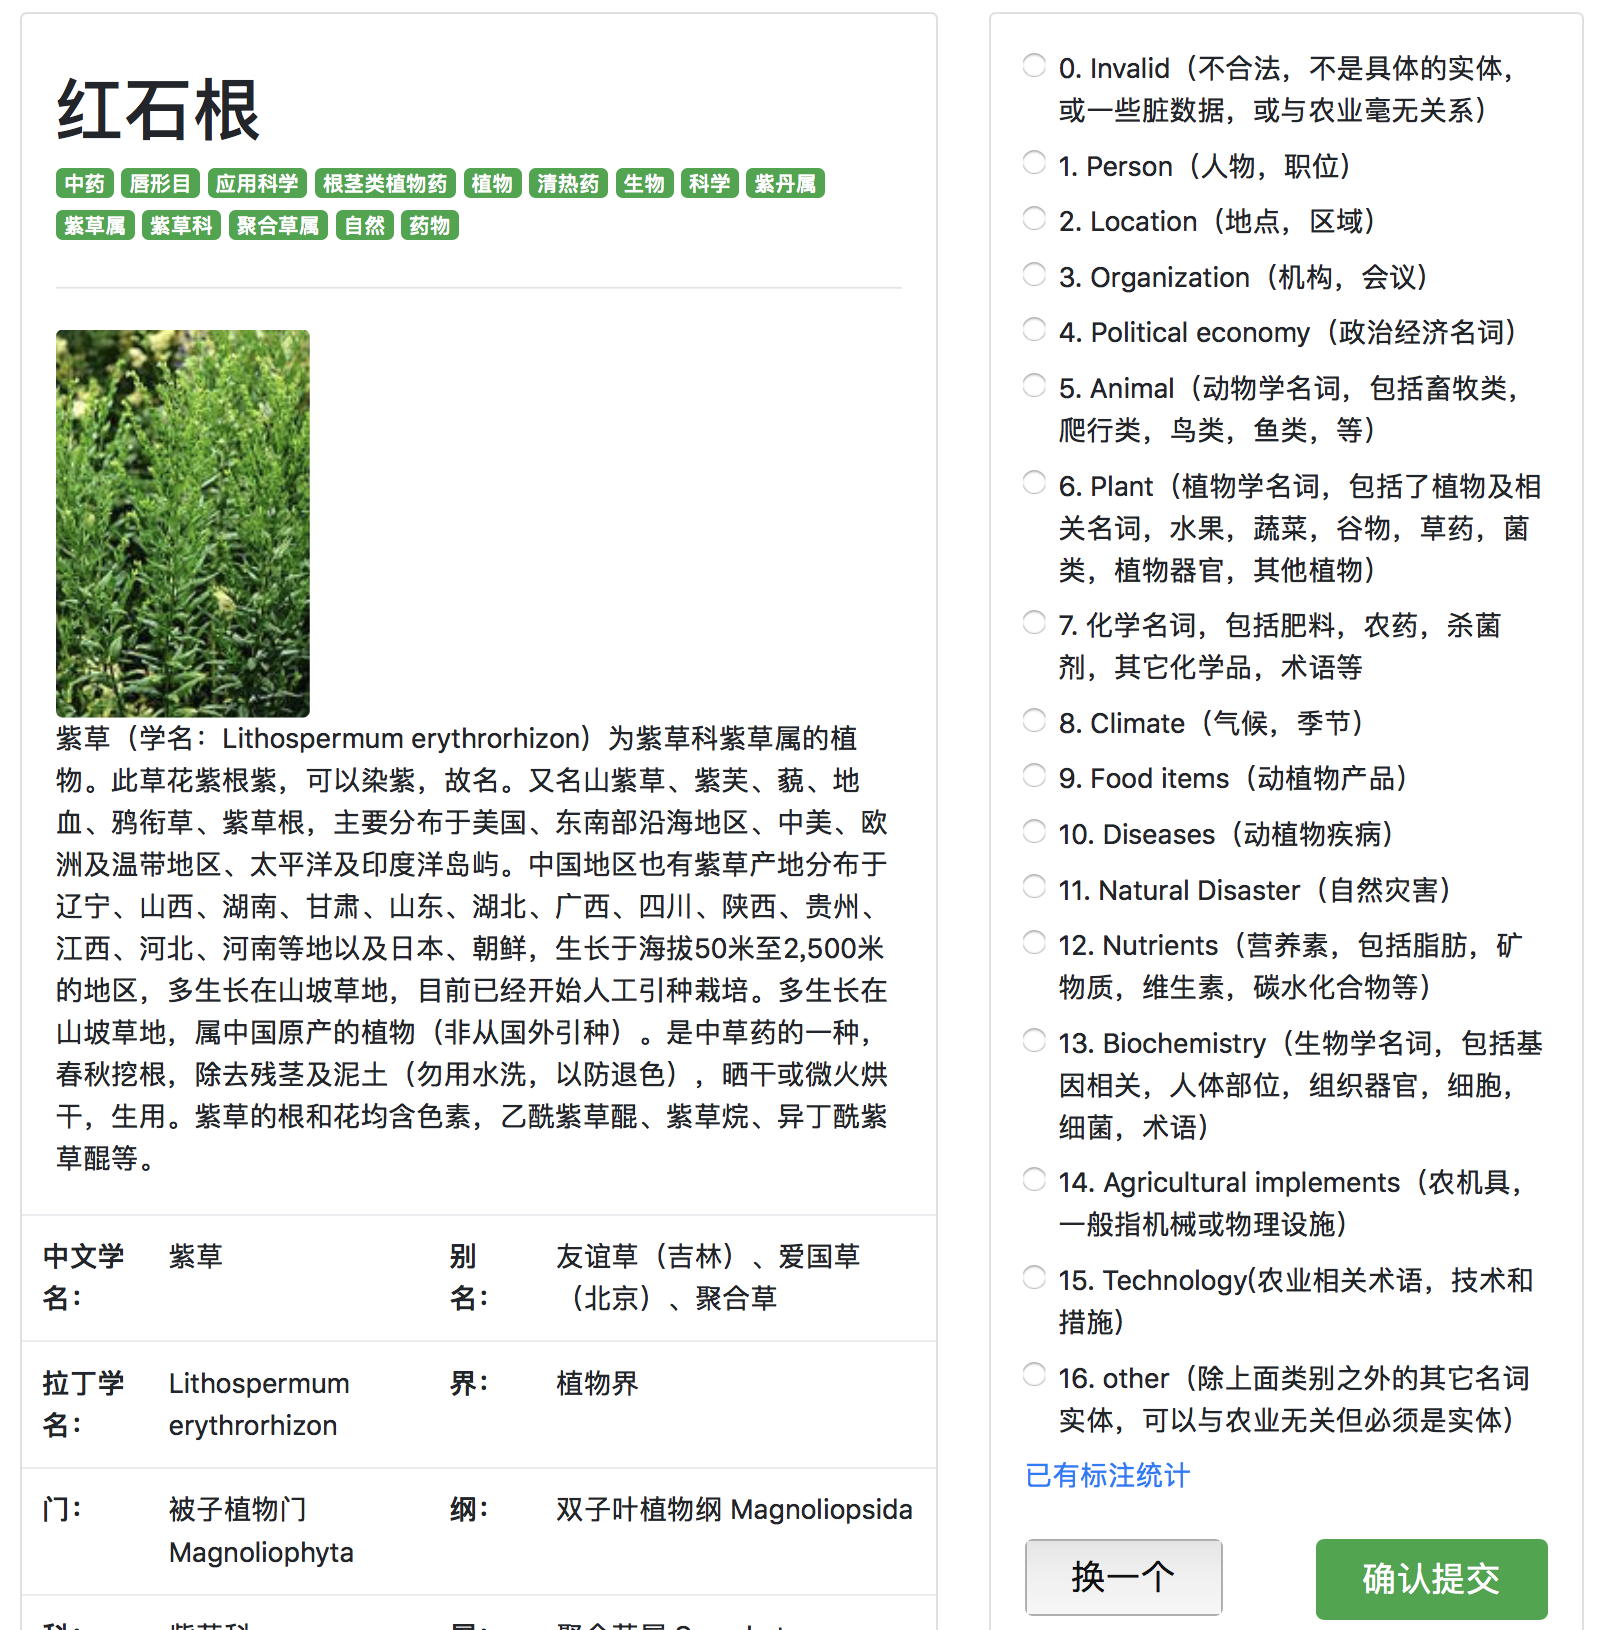 红石根
中药 唇形目 应用科学 根茎类植物药 植物 清热药 生物 科学 紫丹属
紫草属 紫草科 聚合草属 自然 药物
紫草（学名：Lithospermum erythrorhizon）为紫草科紫草属的植
物。此草花紫根紫，可以染紫，故名。又名山紫草、紫芙、藐、地
血、鸦衔草、紫草根，主要分布于美国、东南部沿海地区、中美、欧
洲及温带地区、太平洋及印度洋岛屿。中国地区也有紫草产地分布于
辽宁、山西、湖南、甘肃、山东、湖北、广西、四川、陕西、贵州、
江西、河北、河南等地以及日本、朝鲜，生长于海拔50米至2,500米
的地区，多生长在山坡草地，目前已经开始人工引种栽培。多生长在
山坡草地，属中国原产的植物（非从国外引种）。是中草药的一种，
春秋挖根，除去残茎及泥土（勿用水洗，以防退色），晒干或微火烘
干，生用。紫草的根和花均含色素，乙酰紫草醌、紫草烷、异丁酰紫
草醌等。
中文学
名：
紫草
别
名：
友谊草（吉林）、爱国草
（北京）、聚合草
拉丁学
名：
Lithospermum
erythrorhizon
界：
植物界
门：
被子植物门
Magnoliophyta
纲：
双子叶植物纲 Magnoliopsida
0. Invalid（不合法，不是具体的实体，
或一些脏数据，或与农业毫无关系）
1. Person（人物，职位）
2. Location（地点，区域）
3. Organization（机构，会议）
4. Political economy（政治经济名词）
5. Animal（动物学名词，包括畜牧类，
爬行类，鸟类，鱼类，等）
6. Plant（植物学名词，包括了植物及相
关名词，水果，蔬菜，谷物，草药，菌
类，植物器官，其他植物）
7. 化学名词，包括肥料，农药，杀菌
剂，其它化学品，术语等
8. Climate（气候，季节）
9. Food items（动植物产品）
10. Diseases（动植物疾病）
11. Natural Disaster（自然灾害）
12. Nutrients（营养素，包括脂肪，矿
物质，维生素，碳水化合物等）
13. Biochemistry（生物学名词，包括基
因相关，人体部位，组织器官，细胞，
细菌，术语）
14. Agricultural implements（农机具，
一般指机械或物理设施）
15. Technology(农业相关术语，技术和
措施）
16. other（除上面类别之外的其它名词
实体，可以与农业无关但必须是实体）
已有标注统计
换一个
确认提交